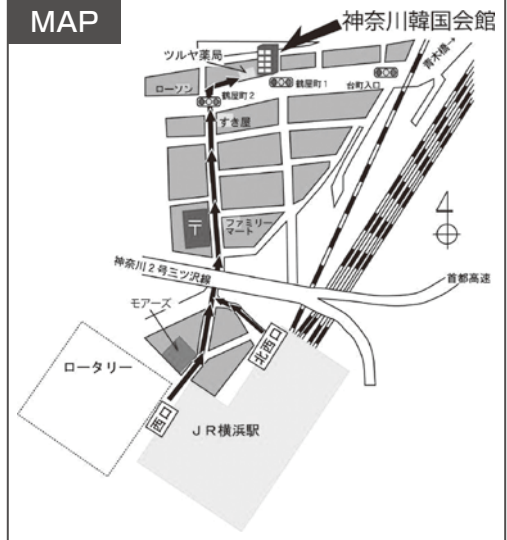 MAP
神奈川韓国会館
ツルヤ薬局
青木橋→
ローソン
鶴屋町2
鶴屋町1
台町入口
すき屋
〒
ファミリー
マート
神奈川2号三ツ沢線
首都高速
モアーズ
ロータリー
北西口
西口
JR横浜駅